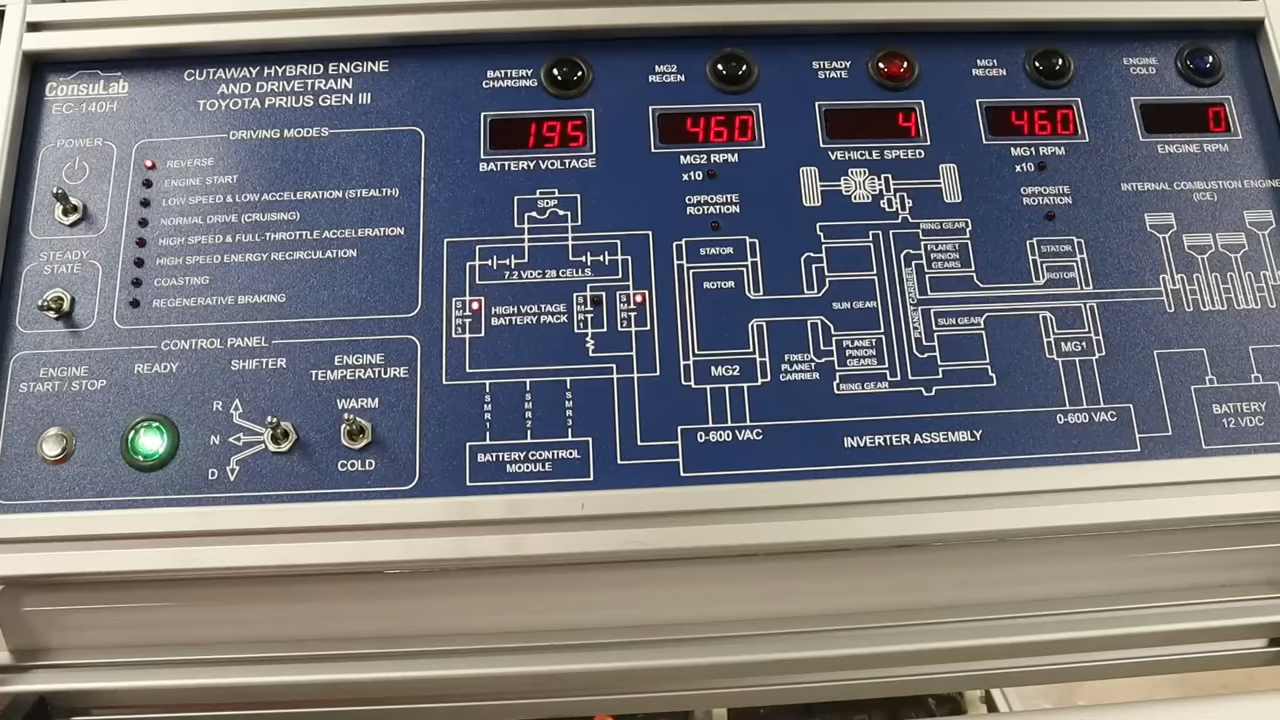 ConsuLab
EC-140H
CUTAWAY HYBRID ENGINE
AND DRIVETRAIN
TOYOTA PRIUS GEN III
POWER
STEADY
STATE
DRIVING MODES
REVERSE
ENGINE START
LOW SPEED & LOW ACCELERATION (STEALTH)
NORMAL DRIVE (CRUISING)
HIGH SPEED & FULL-THROTTLE ACCELERATION
HIGH SPEED ENERGY RECIRCULATION
COASTING
REGENERATIVE BRAKING
CONTROL PANEL
ENGINE
START / STOP
READY
SHIFTER
R
N
D
ENGINE
TEMPERATURE
WARM
COLD
BATTERY
CHARGING
195
BATTERY VOLTAGE
MG2
REGEN
460
MG2 RPM
x10
OPPOSITE
ROTATION
STEADY
STATE
4
VEHICLE SPEED
MG1
REGEN
460
MG1 RPM
x10
OPPOSITE
ROTATION
ENGINE
COLD
0
ENGINE RPM
INTERNAL COMBUSTION ENGINE
(ICE)
SDP
7.2 VDC 28 CELLS.
SMR3
HIGH VOLTAGE
BATTERY PACK
SMR1
SMR2
SMR1
SMR2
SMR3
BATTERY CONTROL
MODULE
STATOR
ROTOR
MG2
SUN GEAR
FIXED
PLANET
CARRIER
PLANET
PINION
GEARS
RING GEAR
RING GEAR
PLANET
PINION
GEARS
PLANET CARRIER
SUN GEAR
STATOR
ROTOR
MG1
0-600 VAC
INVERTER ASSEMBLY
0-600 VAC
BATTERY
12 VDC